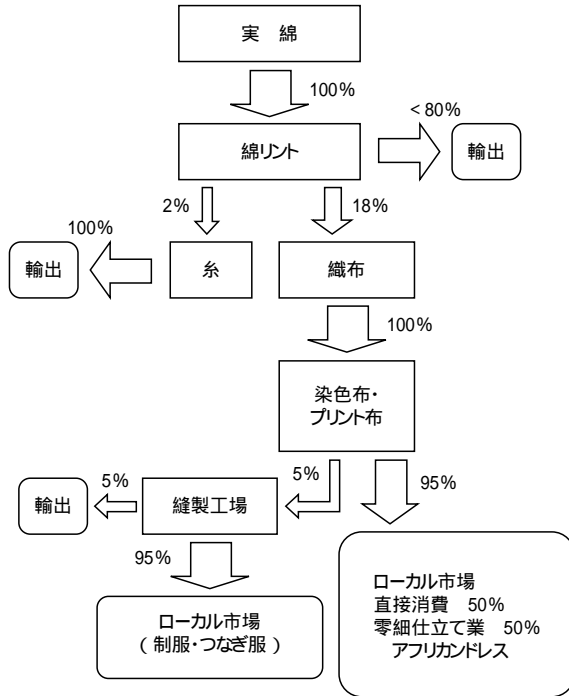 実 綿
100%
<80%
綿リント
輸出
2%
18%
100%
輸出
糸
織布
100%
染色布・
プリント布
5%
5%
95%
輸出
縫製工場
95%
ローカル市場
(制服・つなぎ服)
ローカル市場
直接消費 50%
零細仕立て業 50%
アフリカンドレス